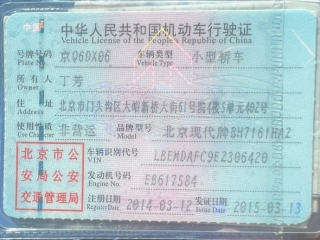 中华人民共和国机动车行驶证
Vehicle License of the People's Republic of China
号牌号码 京Q6DX06 车辆类型 小型轿车
Plate No. Vehicle Type
所有人 丁芳
Owner
住址 北京市门头沟区大峪新桥大街61号楼4楼5单元402号
Address
使用性质 非营运 品牌型号 北京现代牌BH7161HAZ
Use Character Model
北京市公
安局公安
交通管理局
车辆识别代号 LBEMDAFC9EZ306420
VIN
发动机号码 EB617584
Engine No.
注册日期 2014-03-12 发证日期 2015-03-13
Register Date Issue Date